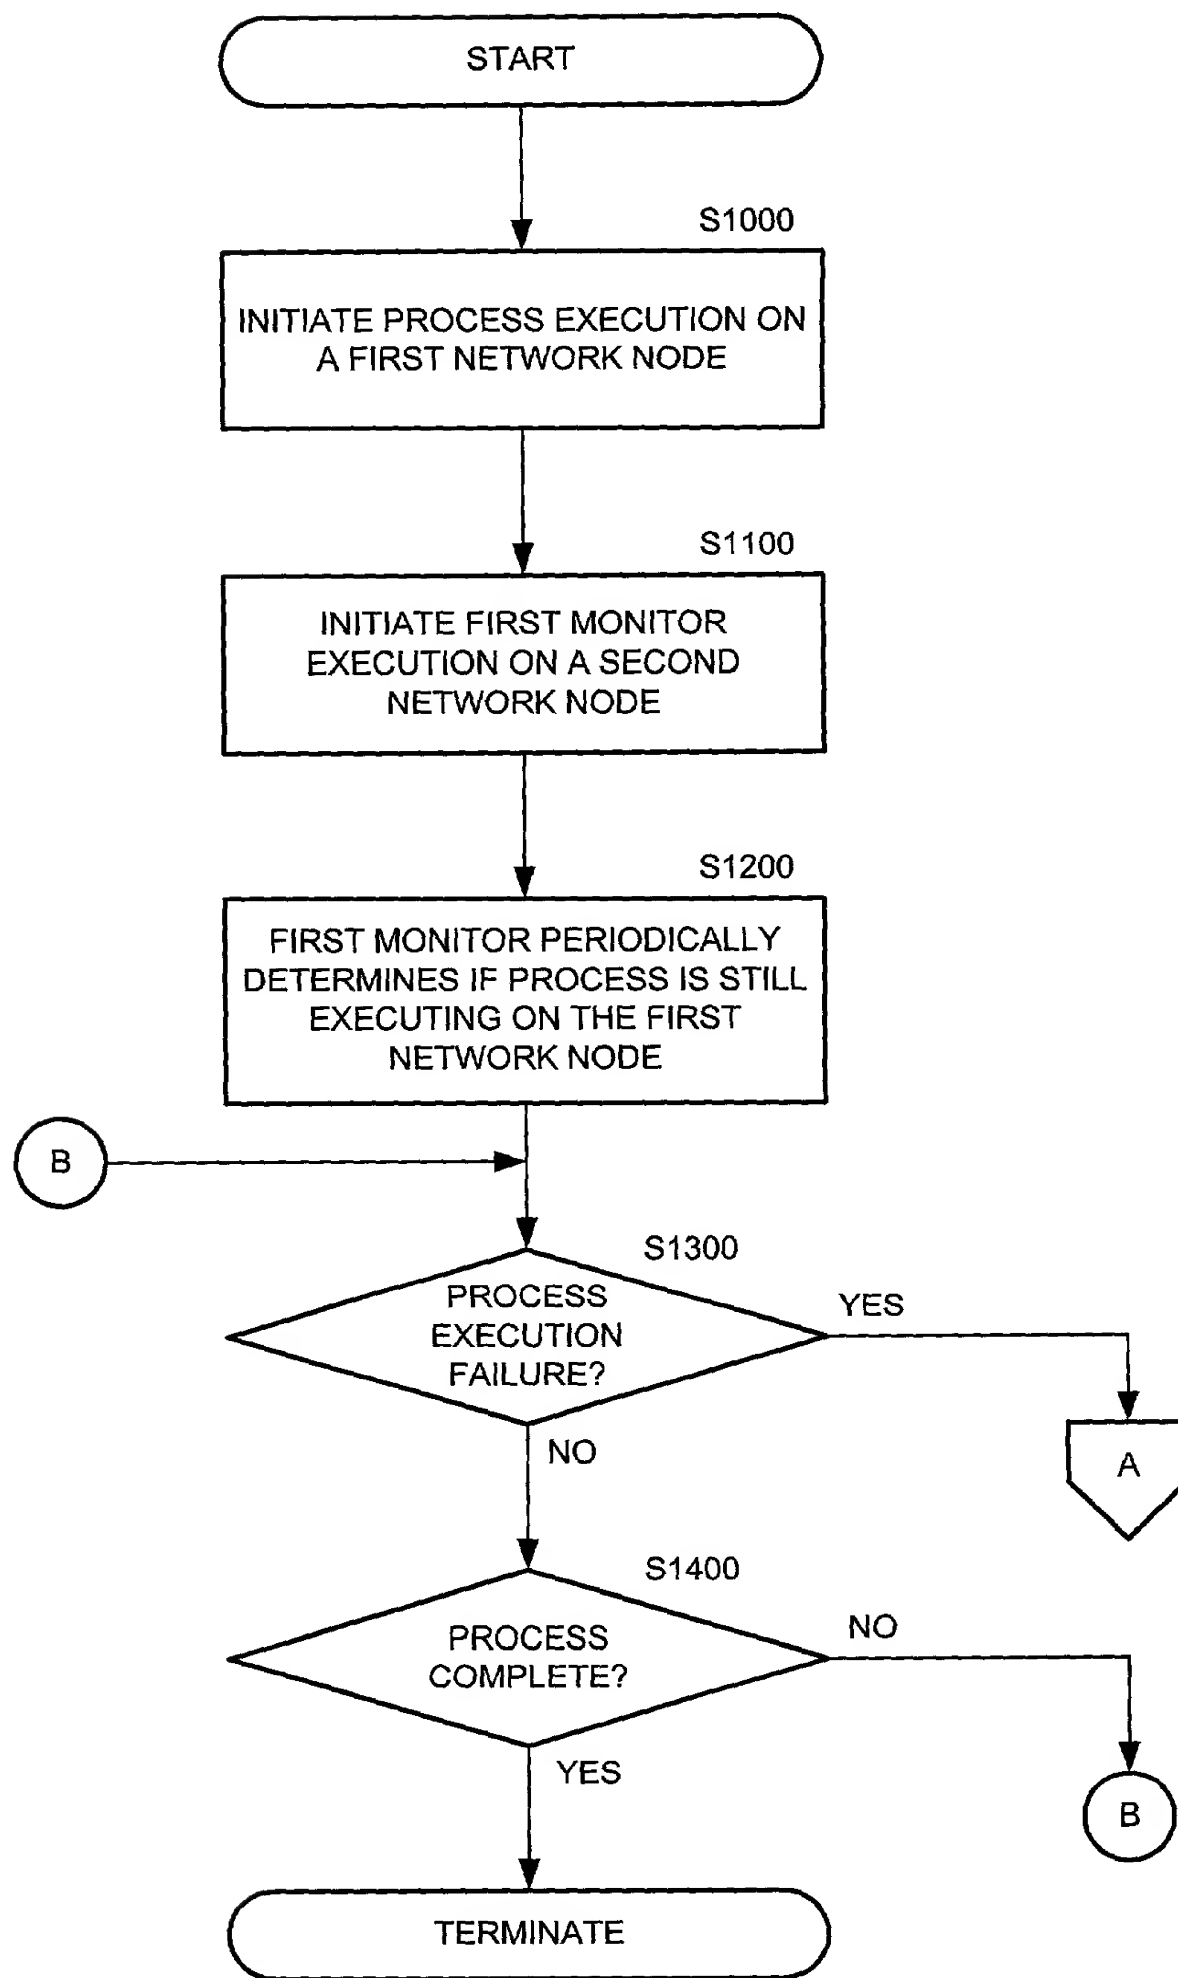 START
S1000
INITIATE PROCESS EXECUTION ON
A FIRST NETWORK NODE
S1100
INITIATE FIRST MONITOR
EXECUTION ON A SECOND
NETWORK NODE
S1200
FIRST MONITOR PERIODICALLY
DETERMINES IF PROCESS IS STILL
EXECUTING ON THE FIRST
NETWORK NODE
B
S1300
PROCESS
EXECUTION
FAILURE?
YES
NO
A
S1400
PROCESS
COMPLETE?
NO
YES
B
TERMINATE